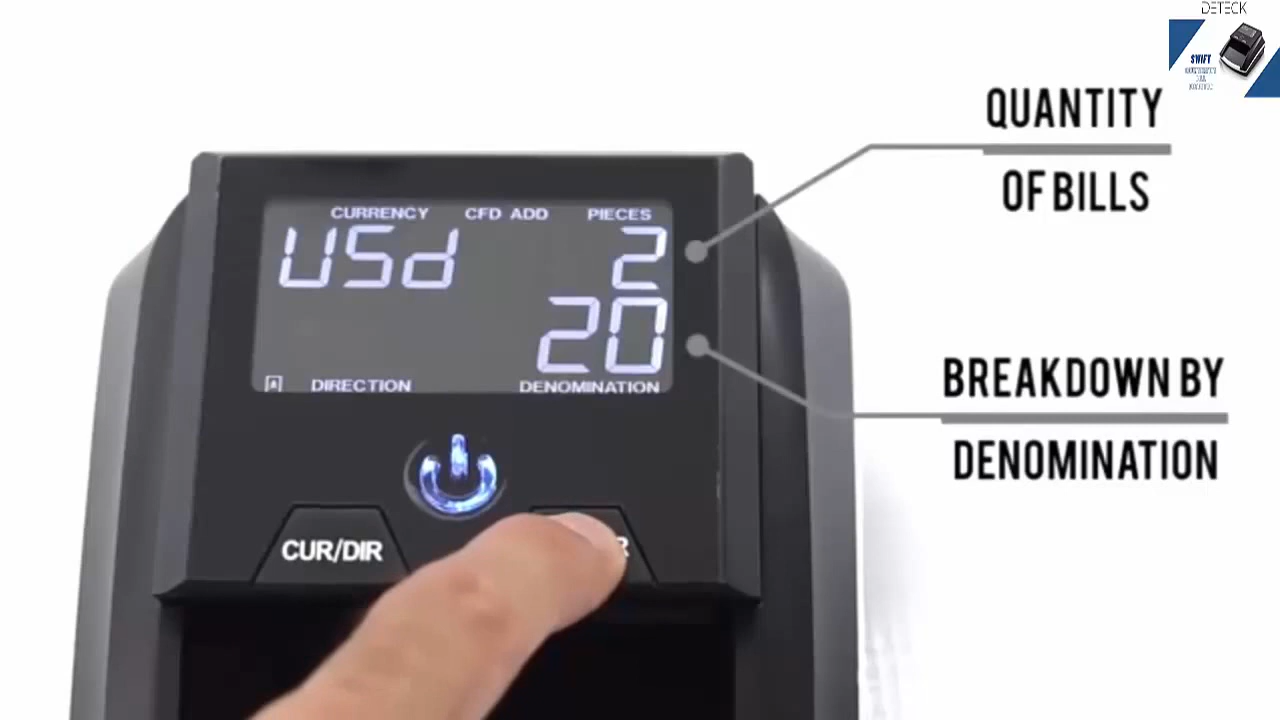 DETECK
SWIFT
QUANTITY
OF BILLS
CURRENCY CFD ADD PIECES
USd 2
20
DIRECTION DENOMINATION
BREAKDOWN BY
DENOMINATION
CUR/DIR
R